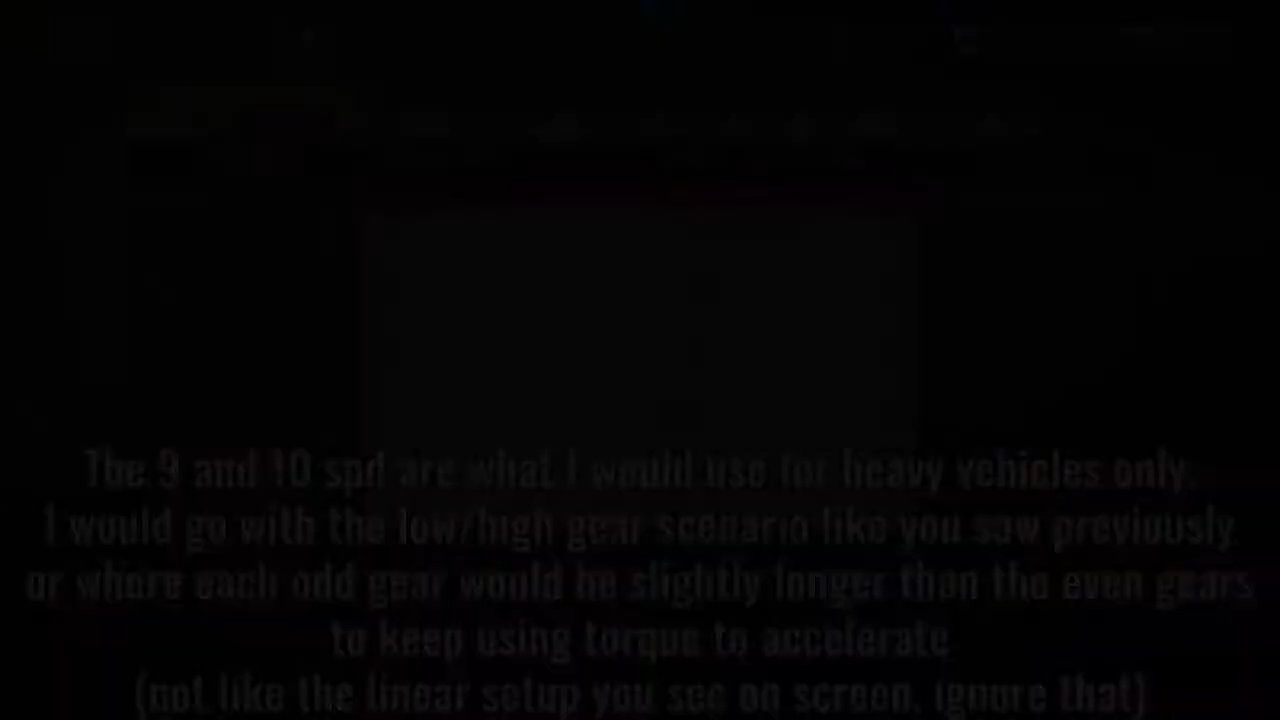 The 9 and 10 spd are what I would use for heavy vehicles only.
I would go with the low/high gear scenario like you saw previously,
or where each odd gear would be slightly longer than the even gears
to keep using torque to accelerate
(not like the linear setup you see on screen, ignore that)